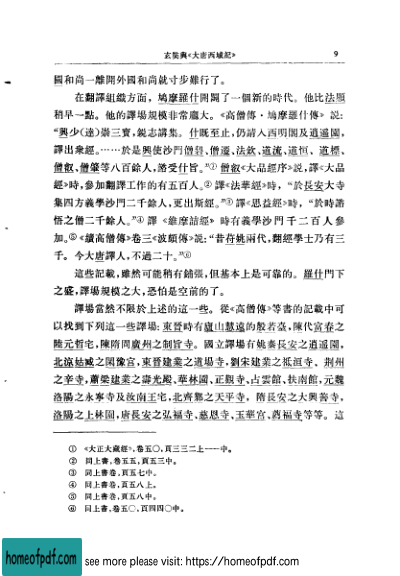 玄奘與《大唐西域記》 9
國和尚一離開外國和尚就寸步難行了。
在翻譯組織方面，鳩摩羅什開闢了一個新的時代。他比法顯
稍早一點。他的譯場規模非常龐大。《高僧傳·鳩摩羅什傳》說：
“興少（達）崇三寶，銳志講集。什既至止，仍請入西明閣及逍遥園，
譯出衆經。……於是興使沙門僧䂮、僧遷、法欽、道流、道恒、道標、
僧叡、僧肇等八百餘人，諮受什旨。”① 僧叡《大品經序》説，譯《大品
經》時，參加翻譯工作的有五百人。② 譯《法華經》時，“於長安大寺
集四方義學沙門二千餘人，更出斯經。”③ 譯《思益經》時，“於時諮
悟之僧二千餘人。”④ 譯《維摩詰經》時有義學沙門千二百人參
加。⑤《續高僧傳》卷三《波頗傳》説：“昔苻姚兩代，翻經學士乃有三
千。今大唐譯人，不過二十。”⑥
這些記載，雖然可能稍有錯張，但基本上是可靠的。羅什門下
之盛，譯場規模之大，恐怕是空前的了。
譯場當然不限於上述的這一些。從《高僧傳》等書的記載中可
以找到下列這一些譯場：東晉時有廬山慧遠的般若臺，陳代富春之
陸元哲宅，陳隋間廣州之制旨寺。國立譯場有姚秦長安之逍遥園，
北凉姑臧之閑豫宮，東晉建業之道場寺，劉宋建業之祗洹寺、荆州
之辛寺，蕭梁建業之壽光殿、華林園、正觀寺、占雲館、扶南館，元魏
洛陽之永寧寺及汝南王宅，北齊鄴之天平寺。隋長安之大興善寺，
洛陽之上林園，唐長安之弘福寺、慈恩寺、玉華宮、薦福寺等等。這
① 《大正大藏經》，卷五〇，頁三三二上——中。
② 同上書，卷五五，頁五三中。
③ 同上書卷，頁五七中。
④ 同上書卷，頁五八上。
⑤ 同上書卷，頁五八中。
⑥ 同上書，卷五〇，頁四四〇中。
homeofpdf.com see more please visit: https://homeofpdf.com